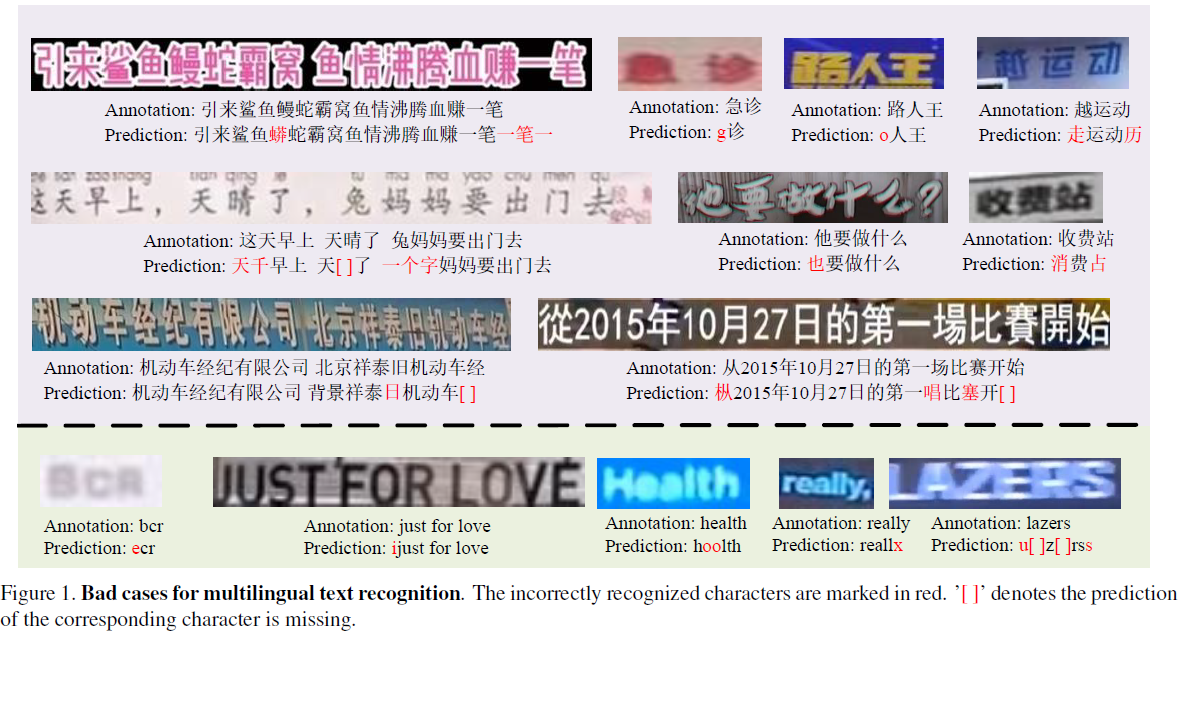 引来鲨鱼鳗蛇霸窝 鱼情沸腾血赚一笔
急诊
路人王
越运动
Annotation: 引来鲨鱼鳗蛇霸窝鱼情沸腾血赚一笔
Prediction: 引来鲨鱼蟒蛇霸窝鱼情沸腾血赚一笔一笔一
Annotation: 急诊
Prediction: g诊
Annotation: 路人王
Prediction: o人王
Annotation: 越运动
Prediction: 走运动历
tian qing
tu ma ma yao chu men qu
这天早上，天晴了，兔妈妈要出门去
他要做什么?
收费站
Annotation: 这天早上 天晴了 兔妈妈要出门去
Prediction: 天千早上 天[ ]了 一个字妈妈要出门去
Annotation: 他要做什么
Prediction: 也要做什么
Annotation: 收费站
Prediction: 消费占
机动车经纪有限公司 北京祥泰旧机动车经
從2015年10月27日的第一場比賽開始
Annotation: 机动车经纪有限公司 北京祥泰旧机动车经
Prediction: 机动车经纪有限公司 背景祥泰日机动车[ ]
Annotation: 从2015年10月27日的第一场比赛开始
Prediction: 枞2015年10月27日的第一唱比塞开[ ]
BCR
JUST FOR LOVE
Health
really,
LAZERS
Annotation: bcr
Prediction: ecr
Annotation: just for love
Prediction: ijust for love
Annotation: health
Prediction: hoolth
Annotation: really
Prediction: reallx
Annotation: lazers
Prediction: u[ ]z[ ]rss
Figure 1. Bad cases for multilingual text recognition. The incorrectly recognized characters are marked in red. ’[ ]’ denotes the prediction
of the corresponding character is missing.